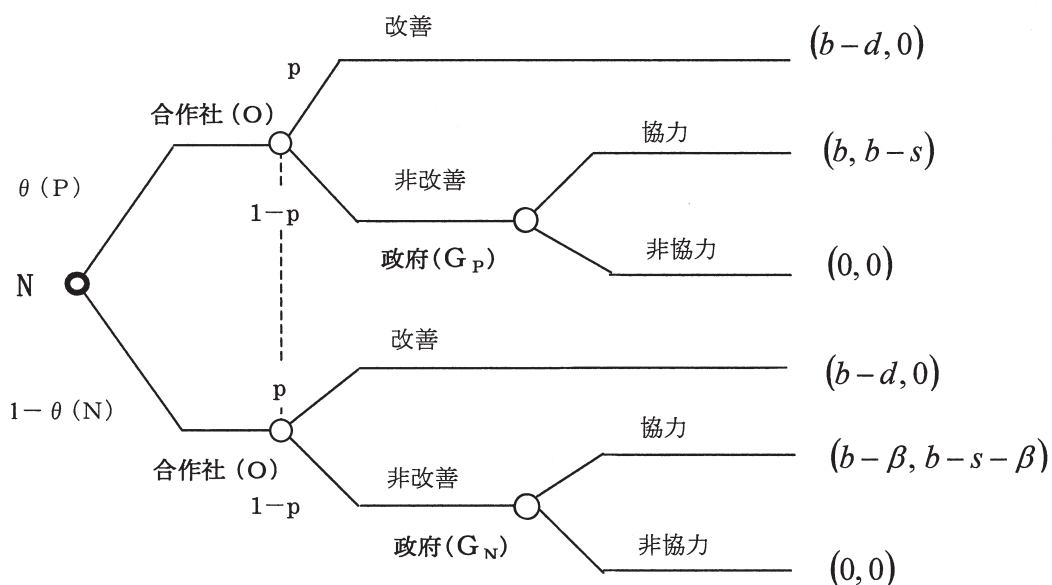 改善
(b−d,0)
p
合作社(O)
協力
(b, b−s)
θ(P)
非改善
1−p
政府(G_P)
非協力
(0,0)
N
改善
(b−d,0)
p
1−θ(N)
協力
(b−β, b−s−β)
合作社(O)
非改善
1−p
政府(G_N)
非協力
(0,0)